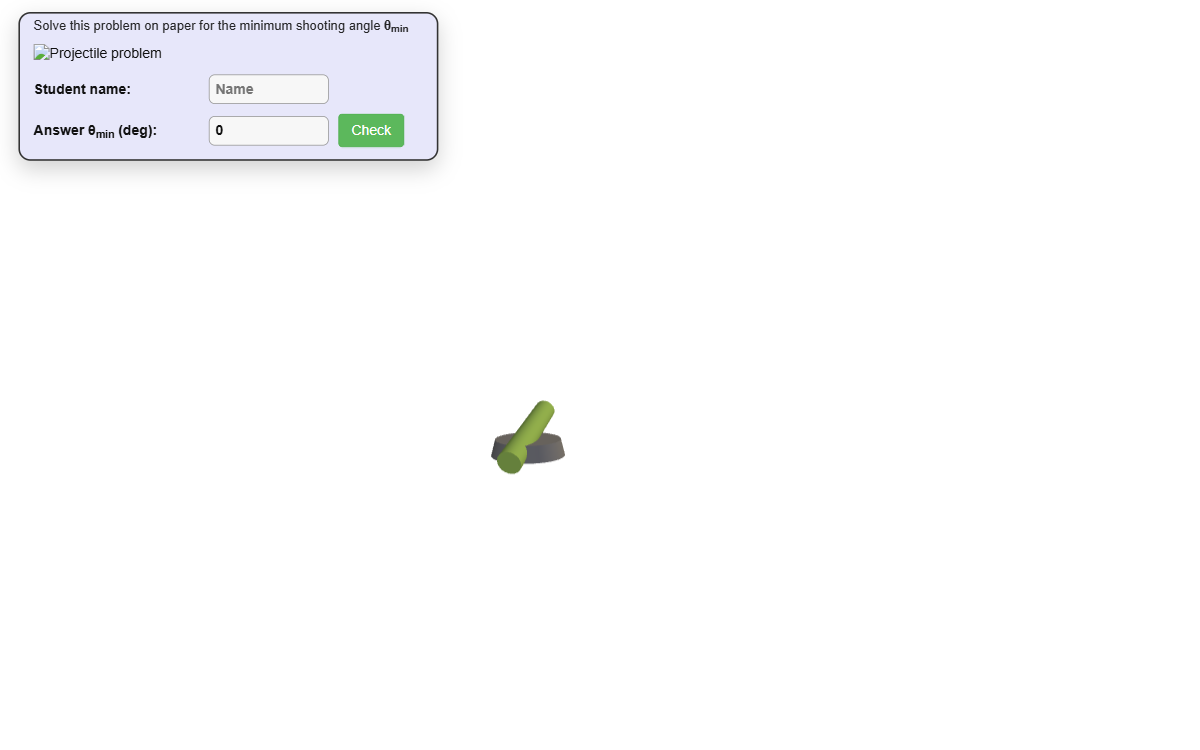 Solve this problem on paper for the minimum shooting angle θmin
Projectile problem
Student name:
Name
Answer θmin (deg):
0
Check